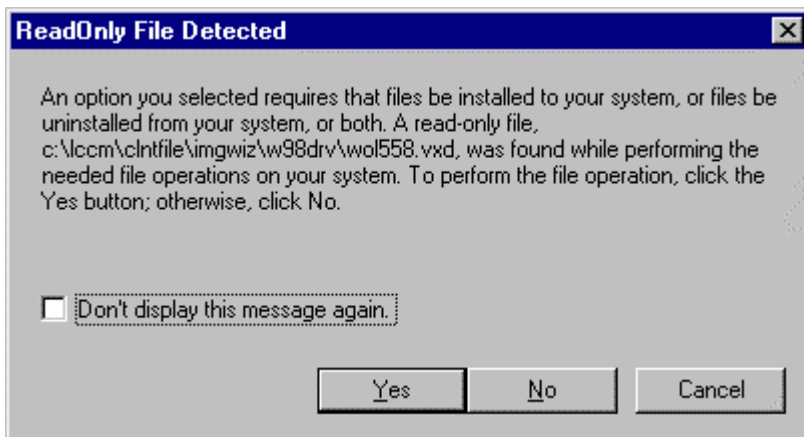 ReadOnly File Detected
An option you selected requires that files be installed to your system, or files be
uninstalled from your system, or both. A read-only file,
c:\lccm\clntfile\imgwiz\w98drv\wol558.vxd, was found while performing the
needed file operations on your system. To perform the file operation, click the
Yes button; otherwise, click No.
Don't display this message again.
Yes No Cancel